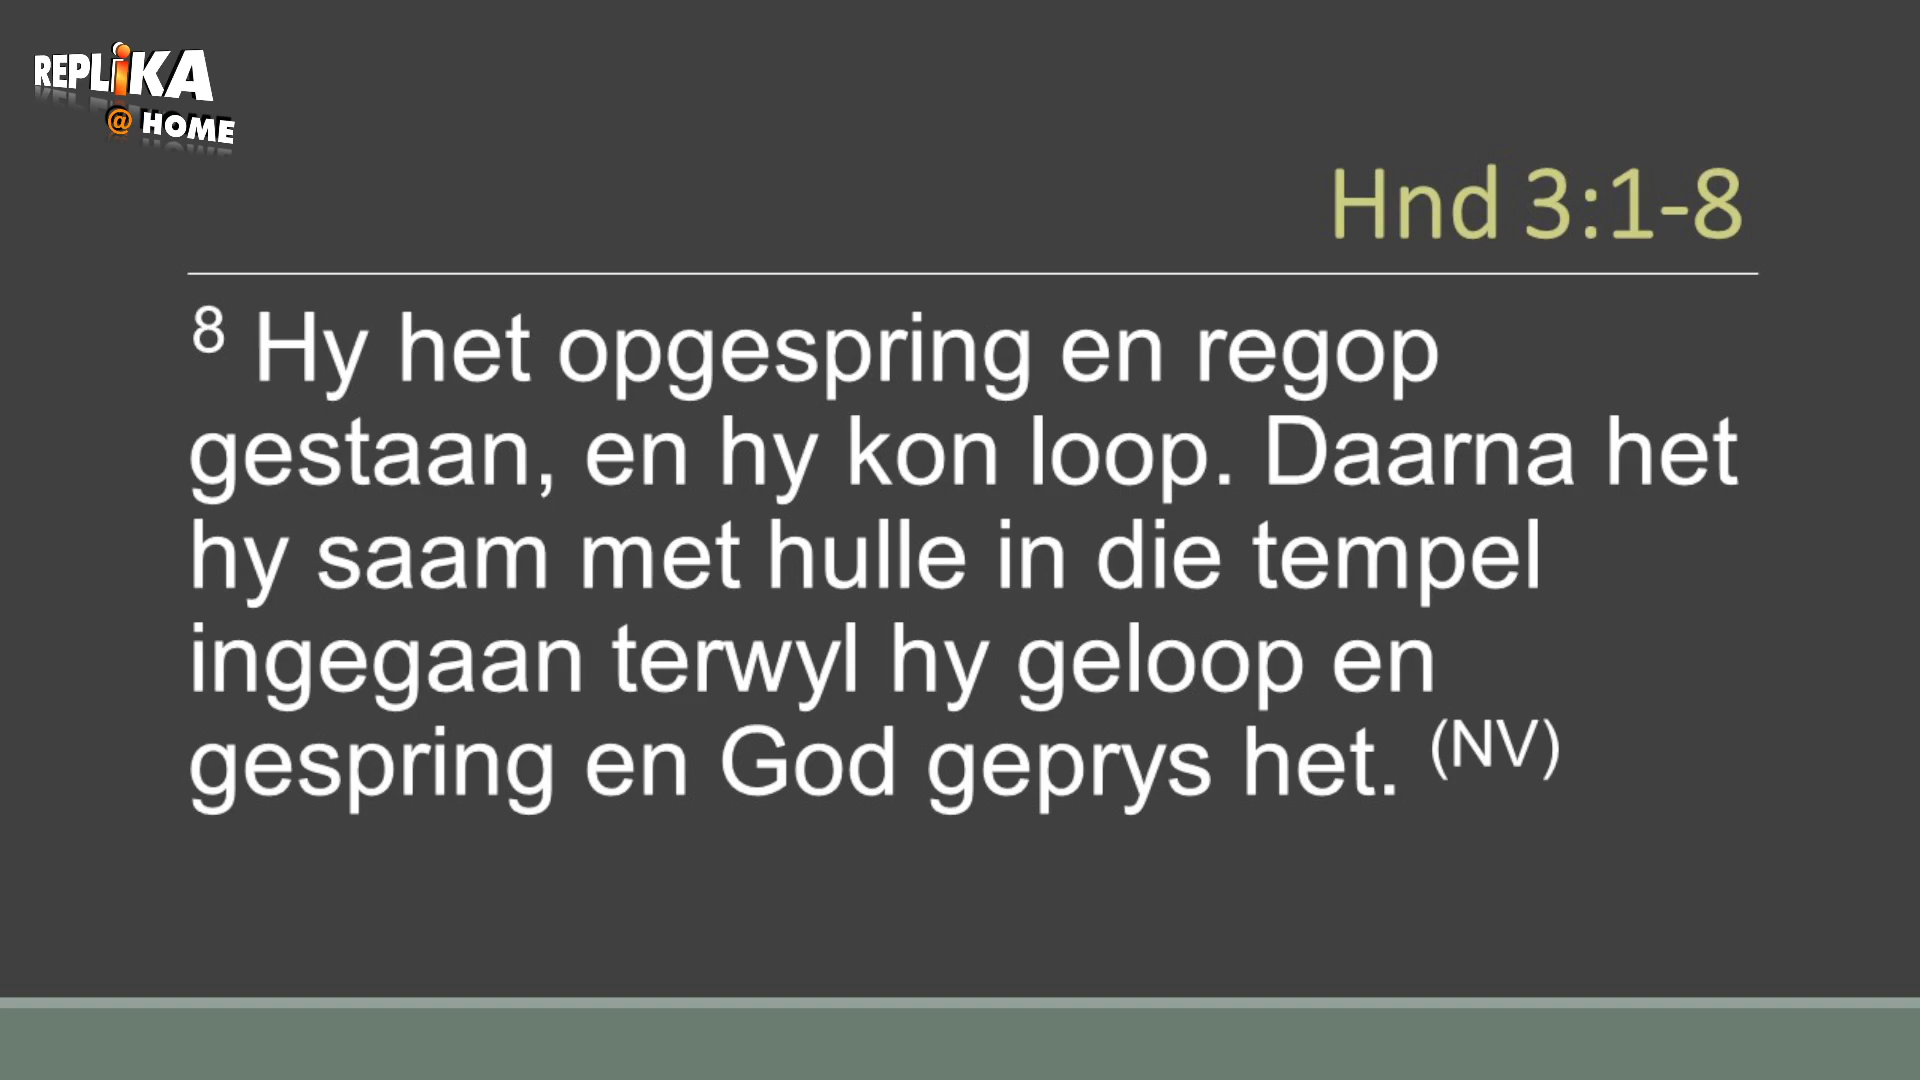 REPLiKA
@ HOME
Hnd 3:1-8
8 Hy het opgespring en regop
gestaan, en hy kon loop. Daarna het
hy saam met hulle in die tempel
ingegaan terwyl hy geloop en
gespring en God geprys het. (NV)